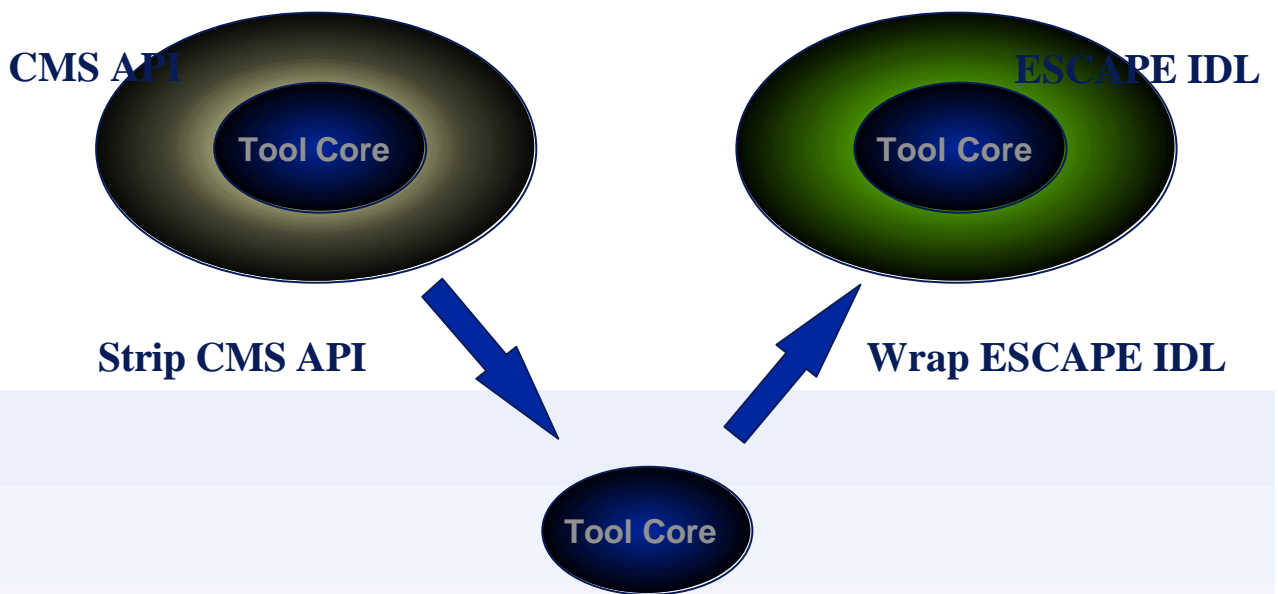 CMS API
ESCAPE IDL
Tool Core
Tool Core
Strip CMS API
Wrap ESCAPE IDL
Tool Core